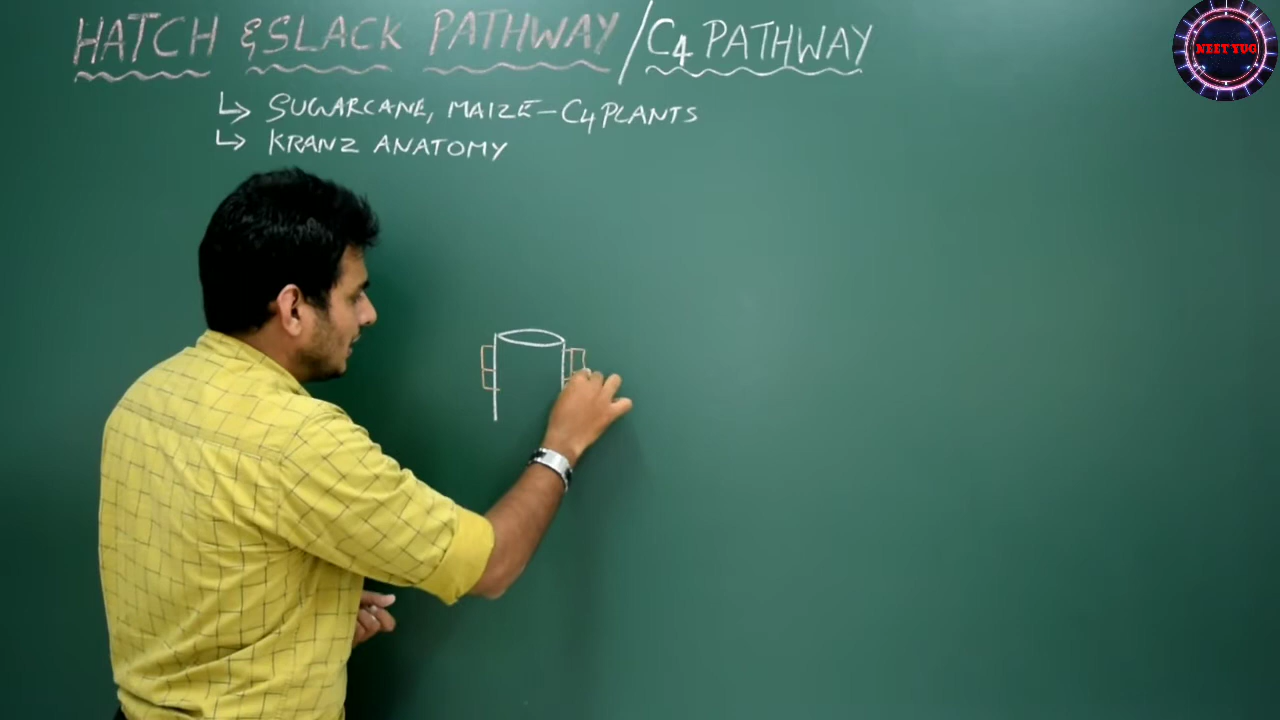 HATCH & SLACK PATHWAY / C4 PATHWAY
↳ SUGARCANE, MAIZE - C4 PLANTS
↳ KRANZ ANATOMY
NEET YUG